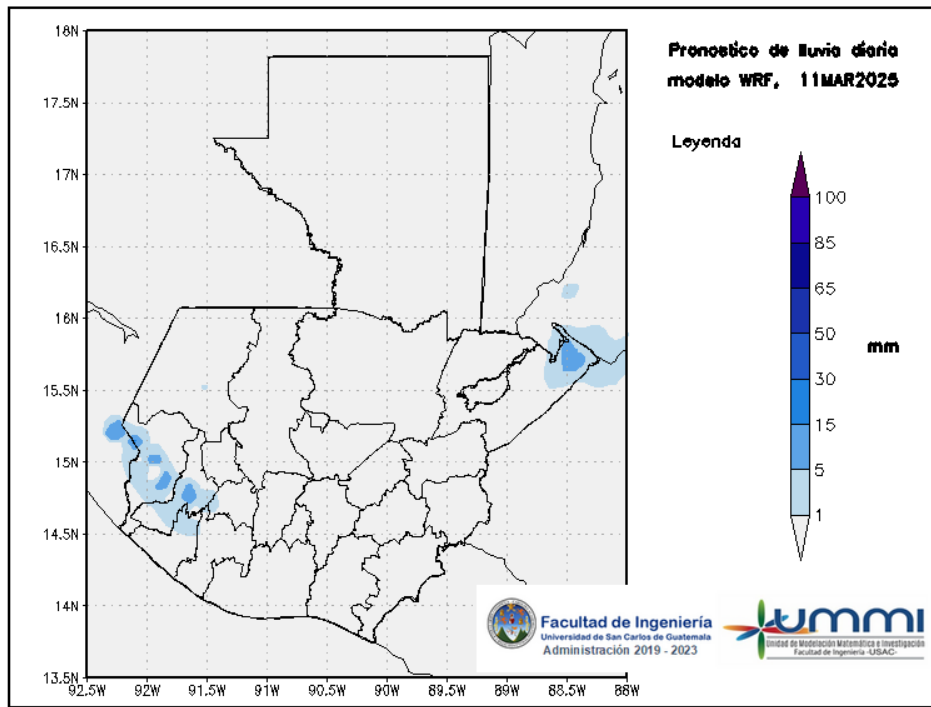 Pronostico de lluvia diaria
modelo WRF, 11MAR2025
Leyenda
100
85
65
50
30
15
5
1
mm
18N
17.5N
17N
16.5N
16N
15.5N
15N
14.5N
14N
13.5N
92.5W
92W
91.5W
91W
90.5W
90W
89.5W
89W
88.5W
88W
Facultad de Ingeniería
Universidad de San Carlos de Guatemala
Administración 2019 - 2023
UMMI
Unidad de Modelación Matemática e Investigación
Facultad de Ingeniería -USAC-